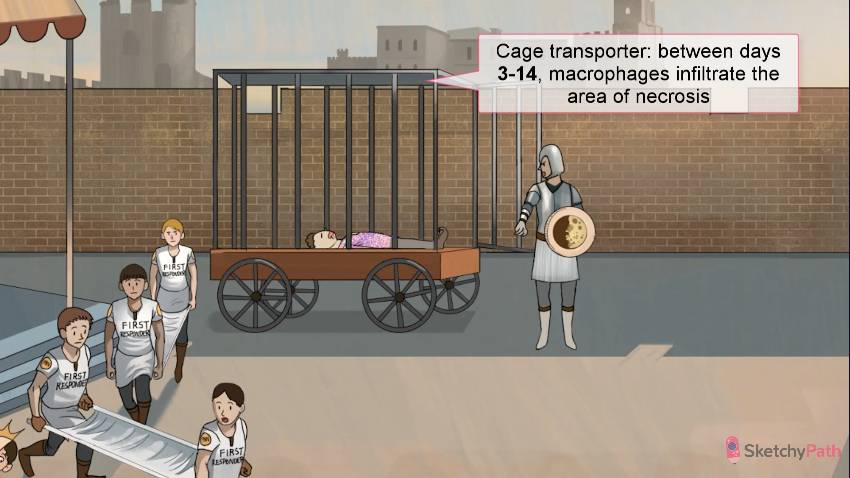 Cage transporter: between days
3-14, macrophages infiltrate the
area of necrosis
FIRST
RESPONDER
FIRST
RESPONDER
FIRST
RESPONDER
FIRST
RESPONDER
SketchyPath